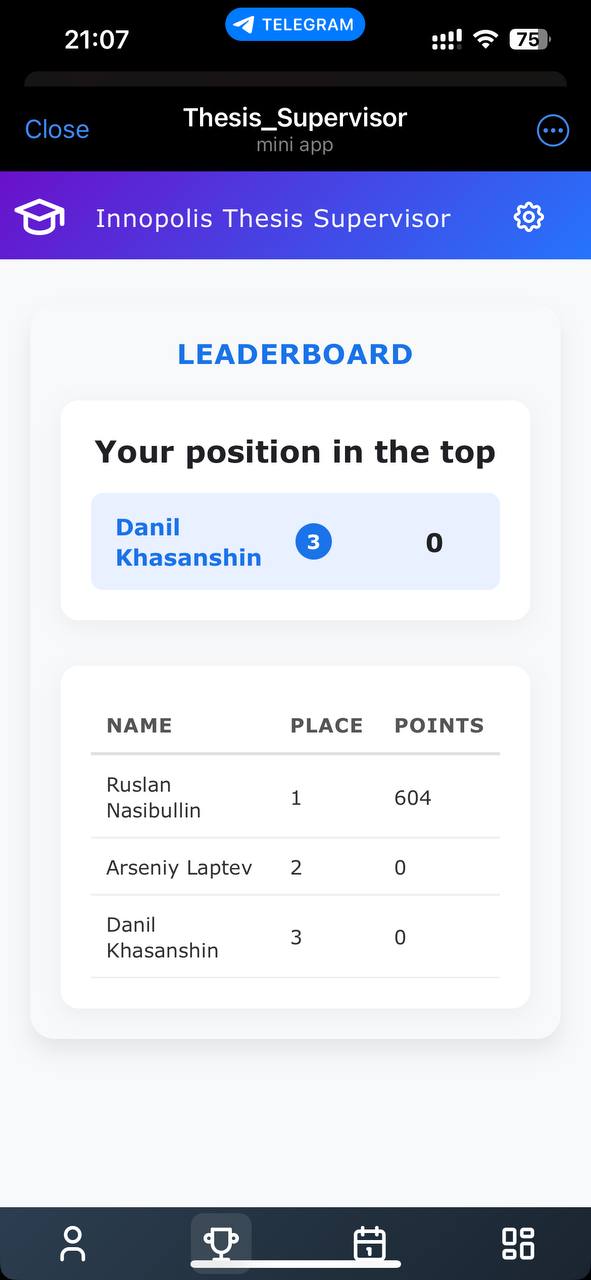 21:07
TELEGRAM
75
Close
Thesis_Supervisor
mini app
Innopolis Thesis Supervisor
LEADERBOARD
Your position in the top
Danil
Khasanshin
3
0
NAME PLACE POINTS
Ruslan
Nasibullin
1 604
Arseniy Laptev 2 0
Danil
Khasanshin
3 0
1